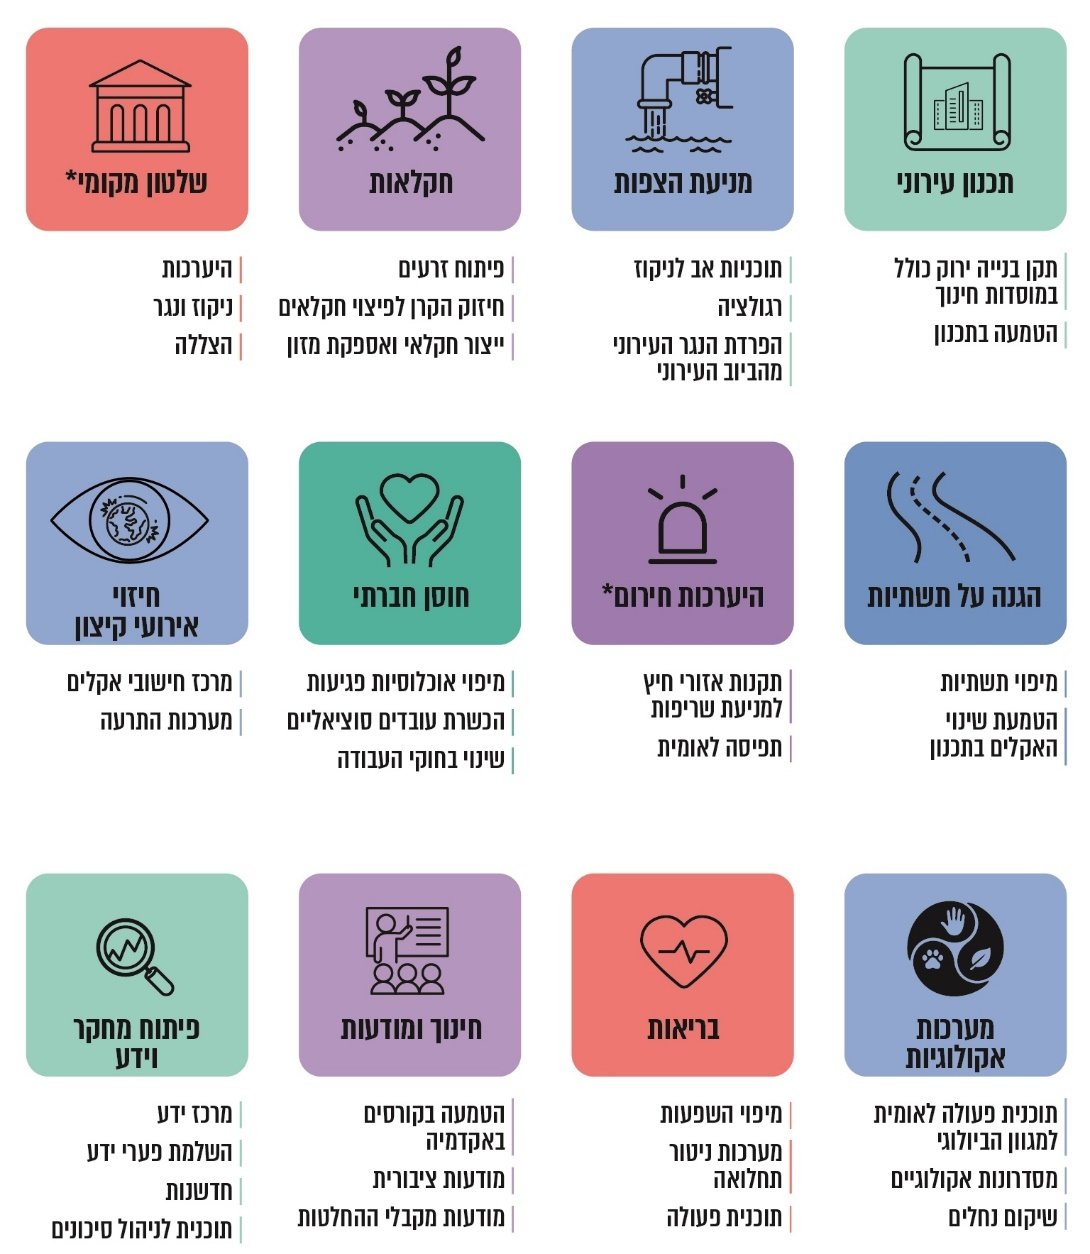 תכנון עירוני
תקן בנייה ירוק כולל
במוסדות חינוך
הטמעה בתכנון
מניעת הצפות
תוכניות אב לניקוז
רגולציה
הפרדת הנגר העירוני
מהביוב העירוני
חקלאות
פיתוח זרעים
חיזוק הקרן לפיצוי חקלאים
ייצור חקלאי ואספקת מזון
שלטון מקומי*
היערכות
ניקוז ונגר
הצללה
הגנה על תשתיות
מיפוי תשתיות
הטמעת שינוי
האקלים בתכנון
היערכות חירום*
תקנות אזורי חיץ
למניעת שריפות
תפיסה לאומית
חוסן חברתי
מיפוי אוכלוסיות פגיעות
הכשרת עובדים סוציאליים
שינוי בחוקי העבודה
חיזוי
אירועי קיצון
מרכז חישובי אקלים
מערכות התרעה
מערכות
אקולוגיות
תוכנית פעולה לאומית
למגוון הביולוגי
מסדרונות אקולוגיים
שיקום נחלים
בריאות
מיפוי השפעות
מערכות ניטור
תחלואה
תוכנית פעולה
חינוך ומודעות
הטמעה בקורסים
באקדמיה
מודעות ציבורית
מודעות מקבלי ההחלטות
פיתוח מחקר
וידע
מרכז ידע
השלמת פערי ידע
חדשנות
תוכנית לניהול סיכונים